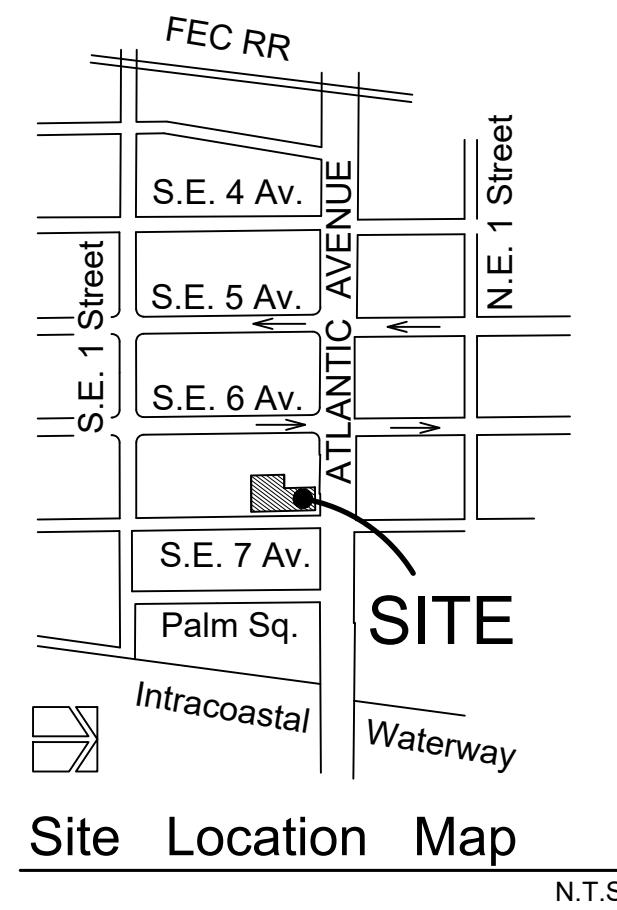 FEC RR
S.E. 4 Av.
ATLANTIC AVENUE
N.E. 1 Street
S.E. 1 Street
S.E. 5 Av.
S.E. 6 Av.
S.E. 7 Av.
SITE
Palm Sq.
Intracoastal Waterway
Site Location Map
N.T.S